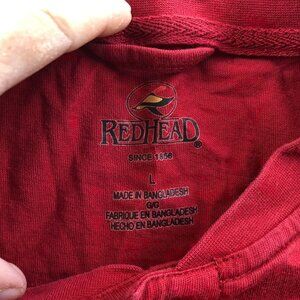 REDHEAD®
SINCE 1856
L
MADE IN BANGLADESH
G/G
FABRIQUE EN BANGLADESH
HECHO EN BANGLADESH